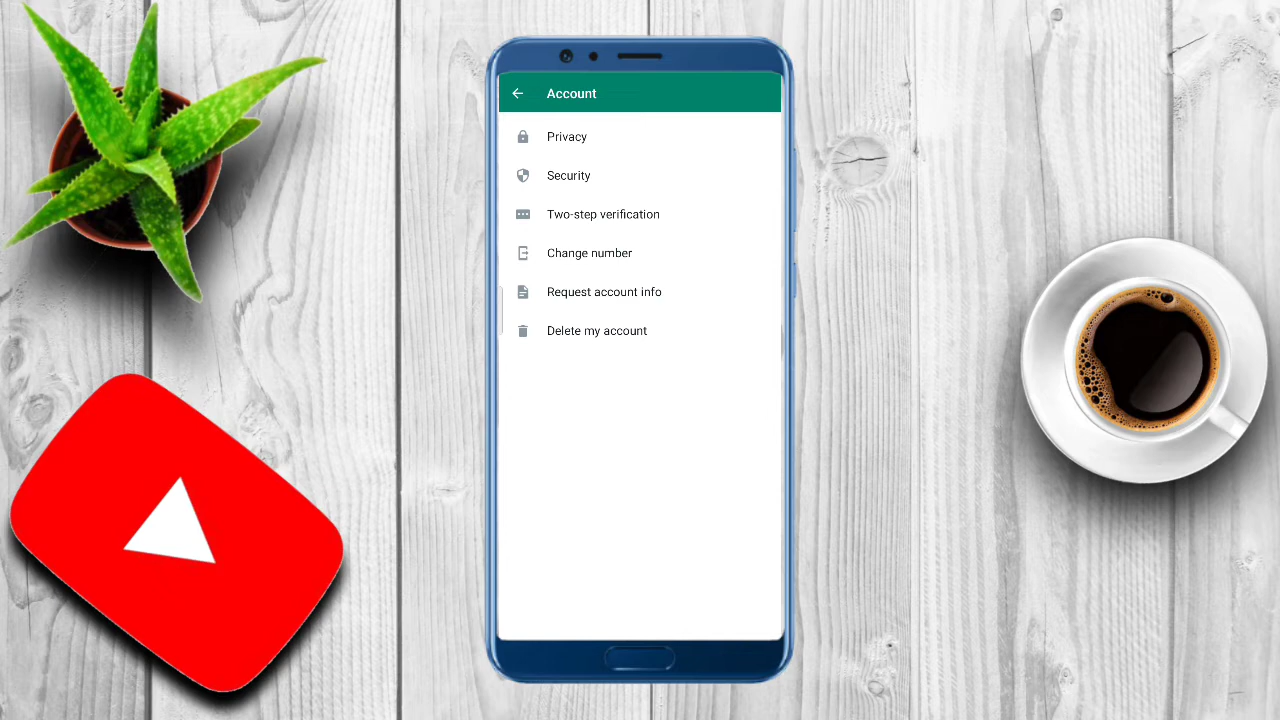 Account
Privacy
Security
Two-step verification
Change number
Request account info
Delete my account